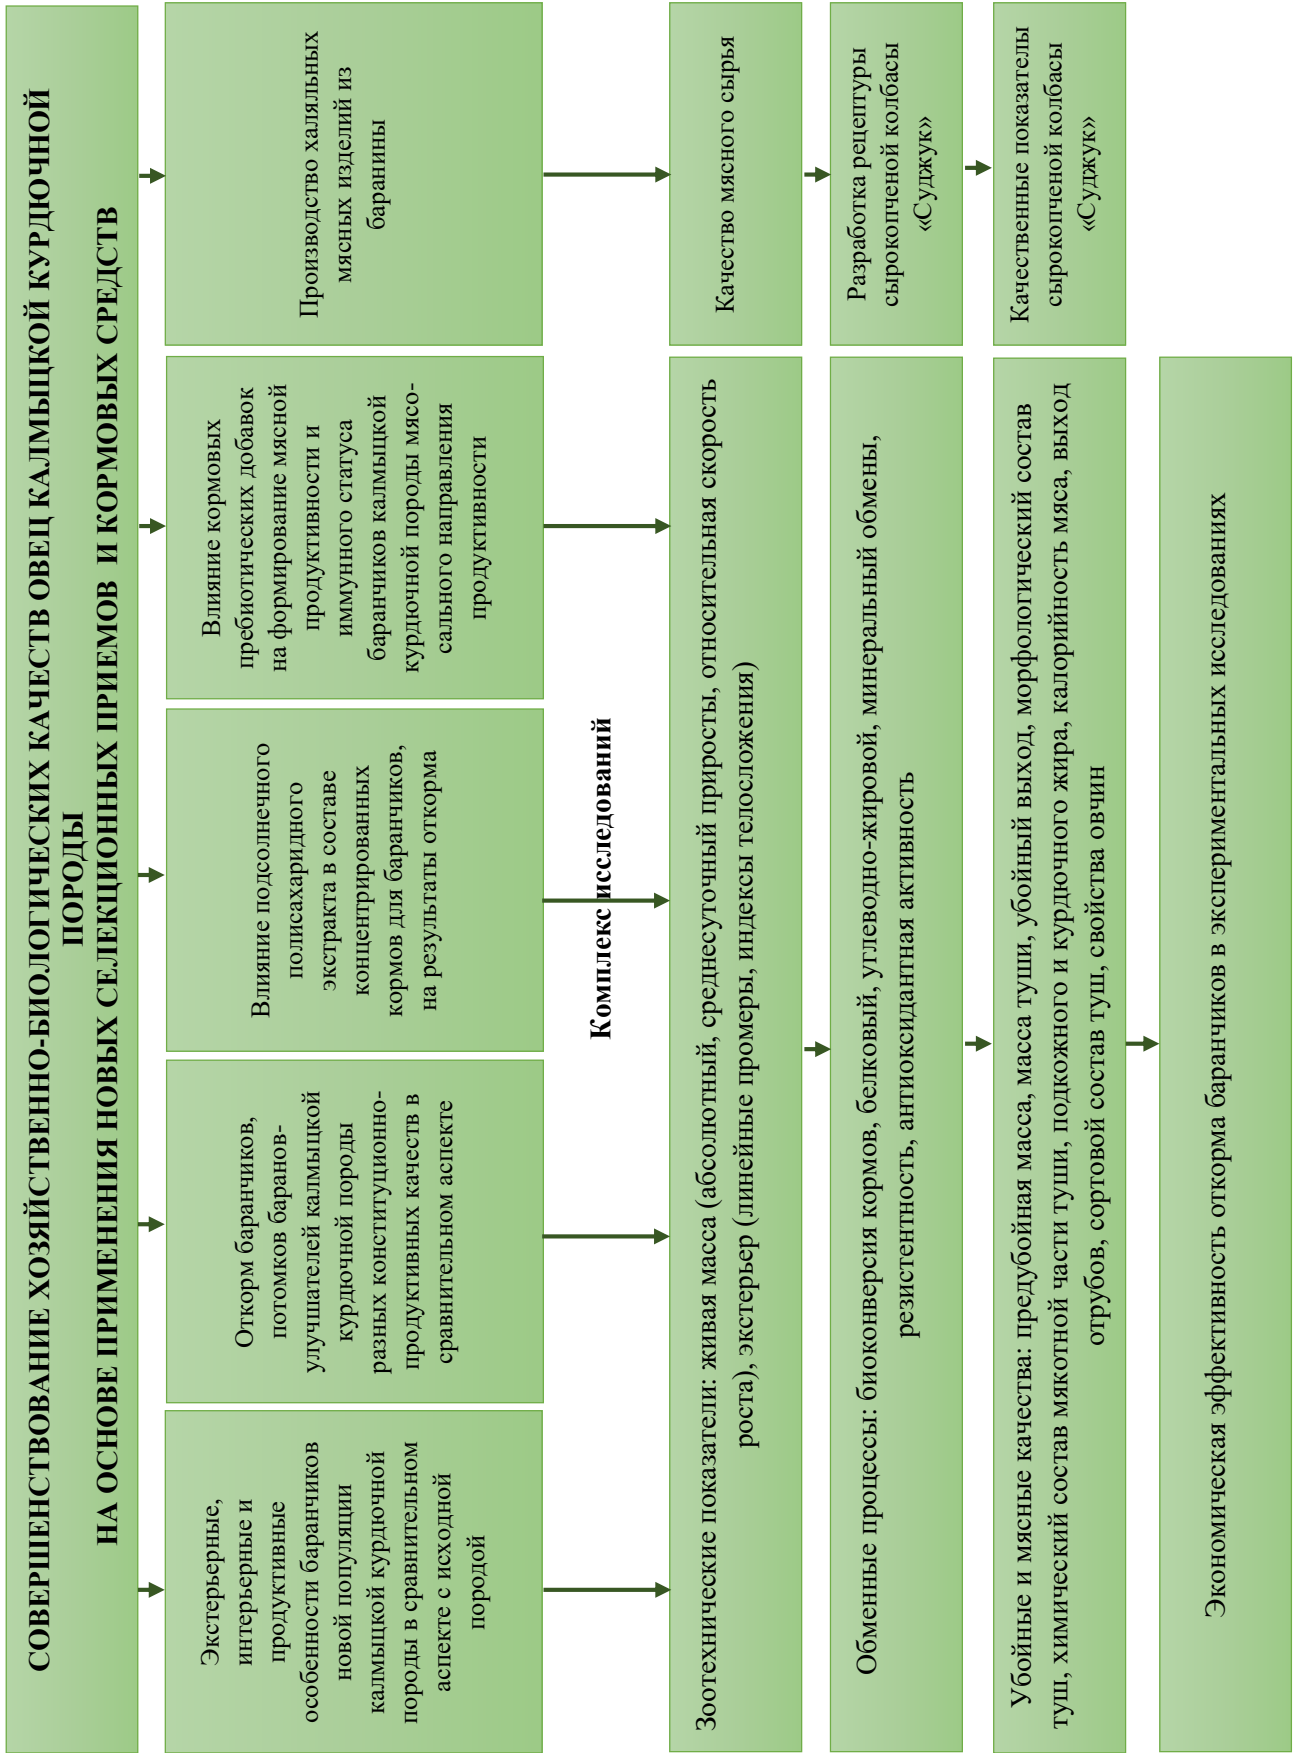 СОВЕРШЕНСТВОВАНИЕ ХОЗЯЙСТВЕННО-БИОЛОГИЧЕСКИХ КАЧЕСТВ ОВЕЦ КАЛМЫЦКОЙ КУРДЮЧНОЙ
ПОРОДЫ
НА ОСНОВЕ ПРИМЕНЕНИЯ НОВЫХ СЕЛЕКЦИОННЫХ ПРИЕМОВ И КОРМОВЫХ СРЕДСТВ
Экстерьерные,
интерьерные и
продуктивные
особенности баранчиков
новой популяции
калмыцкой курдючной
породы в сравнительном
аспекте с исходной
породой
Откорм баранчиков,
потомков баранов-
улучшателей калмыцкой
курдючной породы
разных конституционно-
продуктивных качеств в
сравнительном аспекте
Влияние подсолнечного
полисахаридного
экстракта в составе
концентрированных
кормов для баранчиков,
на результаты откорма
Влияние кормовых
пребиотических добавок
на формирование мясной
продуктивности и
иммунного статуса
баранчиков калмыцкой
курдючной породы мясо-
сального направления
продуктивности
Производство халяльных
мясных изделий из
баранины
Комплекс исследований
Зоотехнические показатели: живая масса (абсолютный, среднесуточный приросты, относительная скорость
роста), экстерьер (линейные промеры, индексы телосложения)
Качество мясного сырья
Обменные процессы: биоконверсия кормов, белковый, углеводно-жировой, минеральный обмены,
резистентность, антиоксидантная активность
Разработка рецептуры
сырокопченой колбасы
«Суджук»
Убойные и мясные качества: предубойная масса, масса туши, убойный выход, морфологический состав
туш, химический состав мякотной части туши, подкожного и курдючного жира, калорийность мяса, выход
отрубов, сортовой состав туш, свойства овчин
Качественные показатели
сырокопченой колбасы
«Суджук»
Экономическая эффективность откорма баранчиков в экспериментальных исследованиях